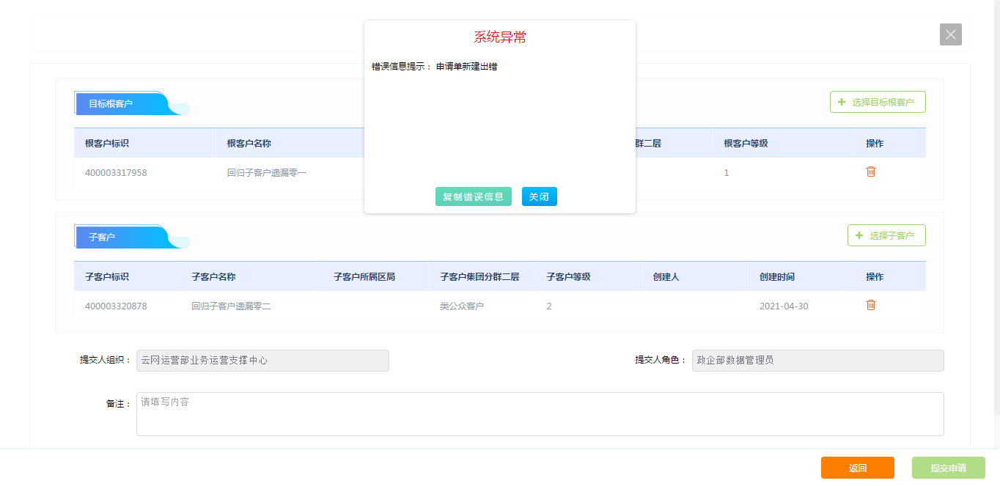 系统异常
错误信息提示： 申请单新建出错
复制错误信息 关闭
目标根客户
选择目标根客户
根客户标识 根客户名称 群二层 根客户等级 操作
400003317958 回归子客户遗漏零一 1
子客户
选择子客户
子客户标识 子客户名称 子客户所属区局 子客户集团分群二层 子客户等级 创建人 创建时间 操作
400003320878 回归子客户遗漏零二 类公众客户 2 2021-04-30
提交人组织： 云网运营部业务运营支撑中心 提交人角色： 政企部数据管理员
备注： 请填写内容
返回 提交申请